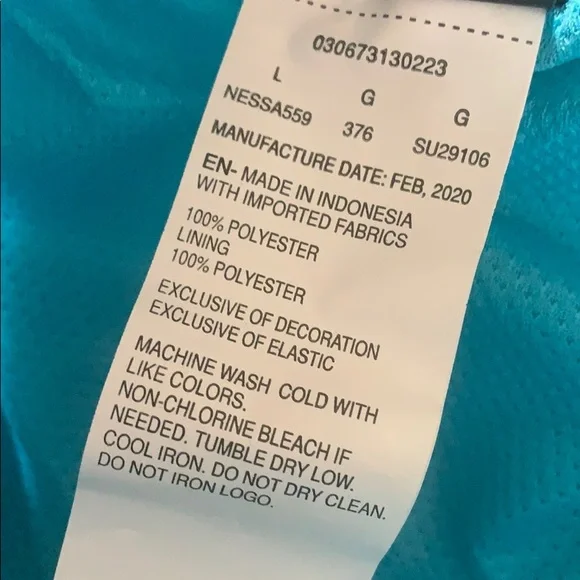 030673130223
L G G
NESSA559 376 SU29106
MANUFACTURE DATE: FEB, 2020
EN- MADE IN INDONESIA
WITH IMPORTED FABRICS
100% POLYESTER
LINING
100% POLYESTER
EXCLUSIVE OF DECORATION
EXCLUSIVE OF ELASTIC
MACHINE WASH COLD WITH
LIKE COLORS.
NON-CHLORINE BLEACH IF
NEEDED. TUMBLE DRY LOW.
COOL IRON. DO NOT DRY CLEAN.
DO NOT IRON LOGO.